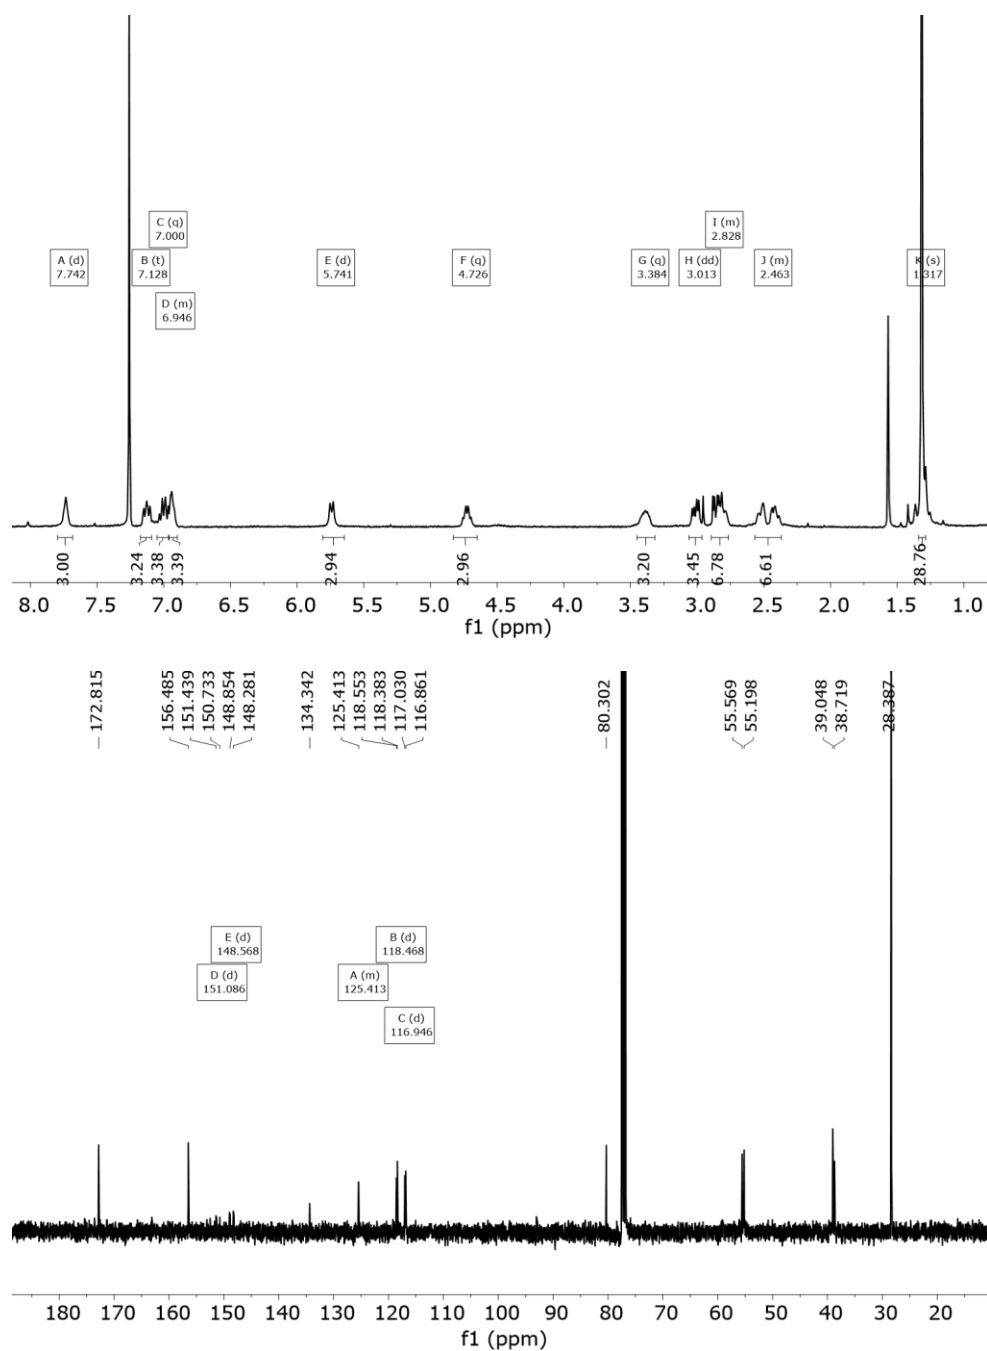 C (q)
7.000
I (m)
2.828
A (d)
7.742
B (t)
7.128
E (d)
5.741
F (q)
4.726
G (q)
3.384
H (dd)
3.013
J (m)
2.463
K (s)
1.317
D (m)
6.946
3.00
3.24
3.38
3.39
2.94
2.96
3.20
3.45
6.78
6.61
28.76
8.0 7.5 7.0 6.5 6.0 5.5 5.0 4.5 4.0 3.5 3.0 2.5 2.0 1.5 1.0
f1 (ppm)
172.815
156.485
151.439
150.733
148.854
148.281
134.342
125.413
118.553
118.383
117.030
116.861
80.302
55.569
55.198
39.048
38.719
28.387
E (d)
148.568
B (d)
118.468
D (d)
151.086
A (m)
125.413
C (d)
116.946
180 170 160 150 140 130 120 110 100 90 80 70 60 50 40 30 20
f1 (ppm)